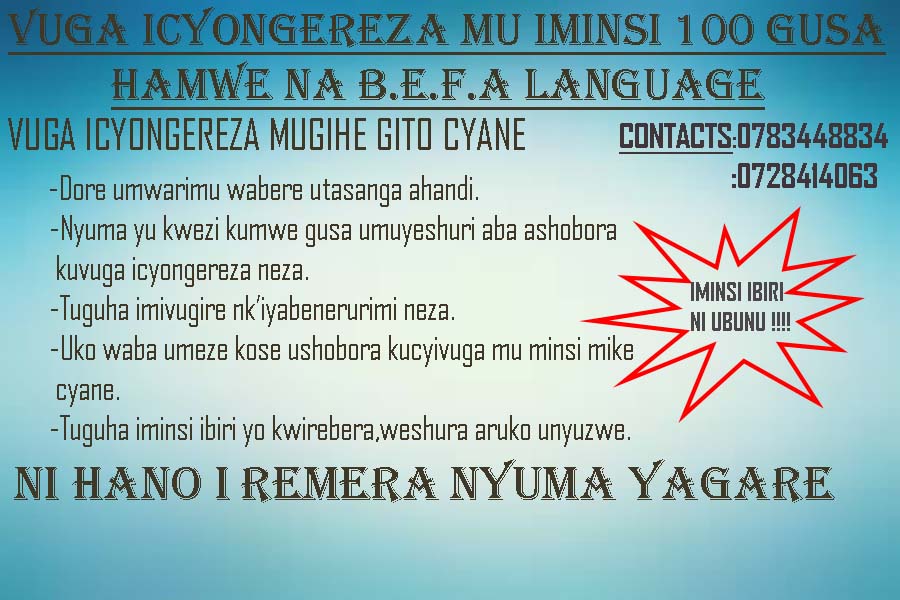 VUGA ICYONGEREZA MU IMINSI 100 GUSA
HAMWE NA B.E.F.A LANGUAGE
VUGA ICYONGEREZA MUGIHE GITO CYANE
CONTACTS:0783448834
:0728414063
-Dore umwarimu wabere utasanga ahandi.
-Nyuma yu kwezi kumwe gusa umuyeshuri aba ashobora
kuvuga icyongereza neza.
-Tuguha imivugire nk'iyabenerurimi neza.
-Uko waba umeze kose ushobora kucyivuga mu minsi mike
cyane.
-Tuguha iminsi ibiri yo kwirebera,weshura aruko unyuzwe.
IMINSI IBIRI
NI UBUNU !!!!
NI HANO I REMERA NYUMA YAGARE